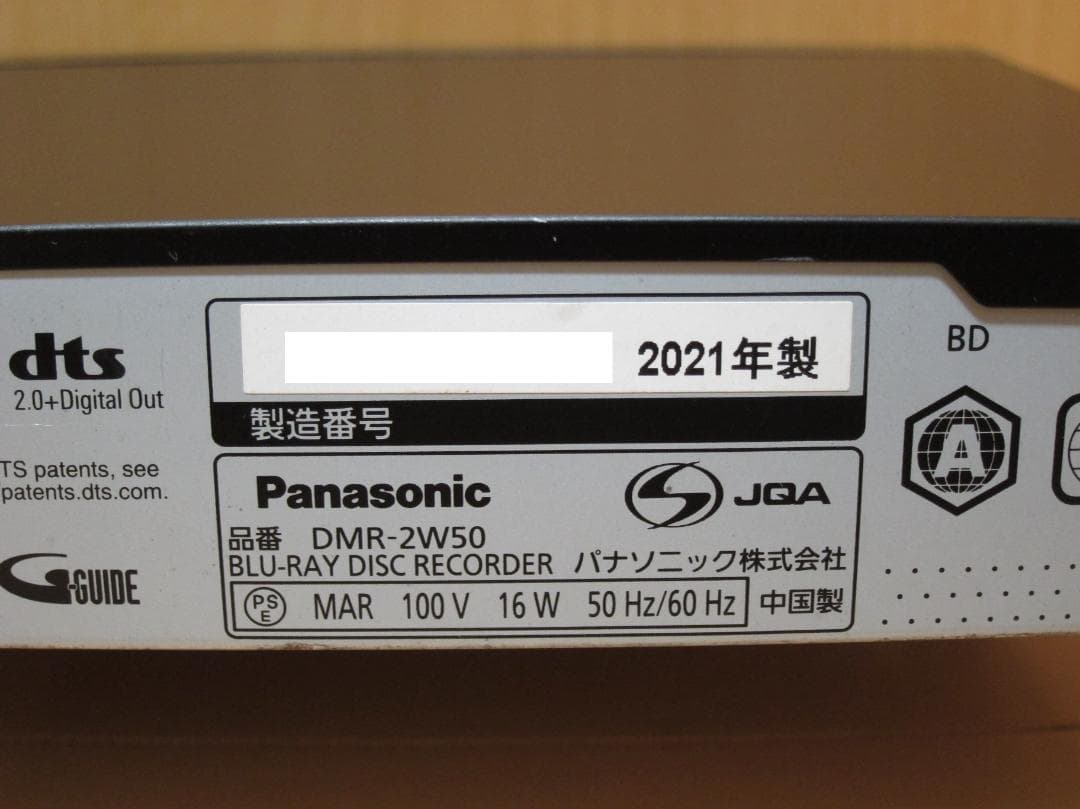 dts
2.0+Digital Out
TS patents, see
patents.dts.com.
G-GUIDE
2021年製
製造番号
Panasonic
JQA
品番 DMR-2W50
BLU-RAY DISC RECORDER パナソニック株式会社
PSE MAR 100 V 16 W 50 Hz/60 Hz 中国製
BD
A